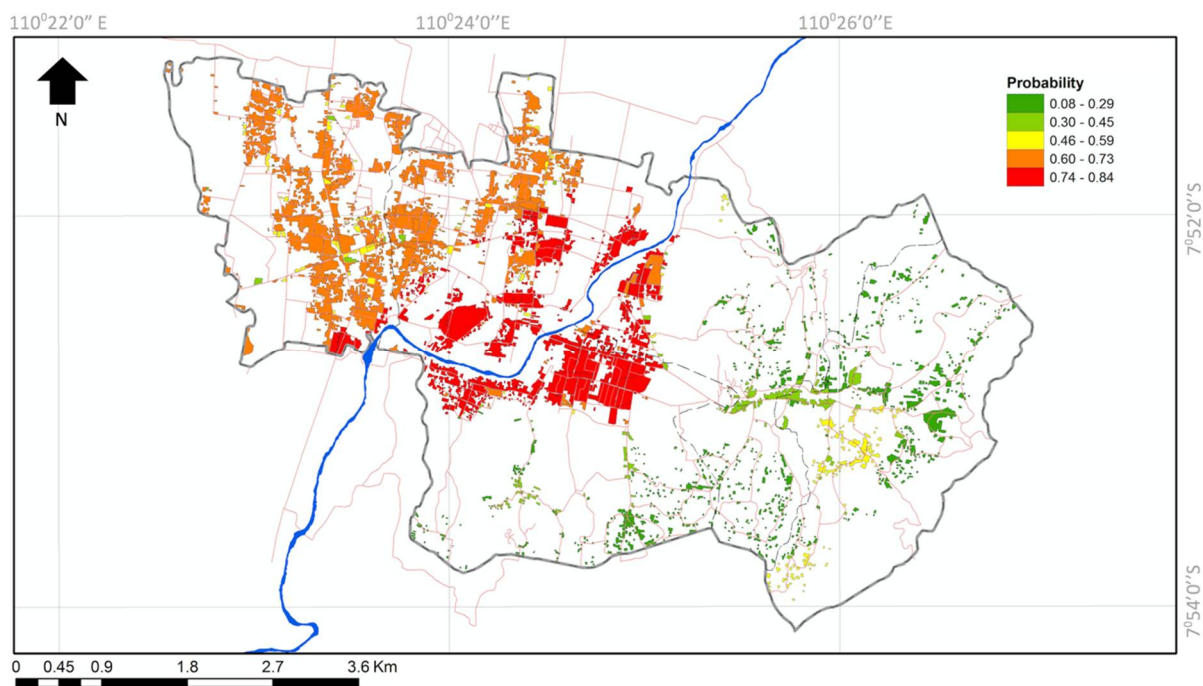 110⁰22'0'' E
110⁰24'0''E
110⁰26'0''E
N
Probability
0.08 - 0.29
0.30 - 0.45
0.46 - 0.59
0.60 - 0.73
0.74 - 0.84
7⁰52'0''S
7⁰54'0''S
0 0.45 0.9 1.8 2.7 3.6 Km